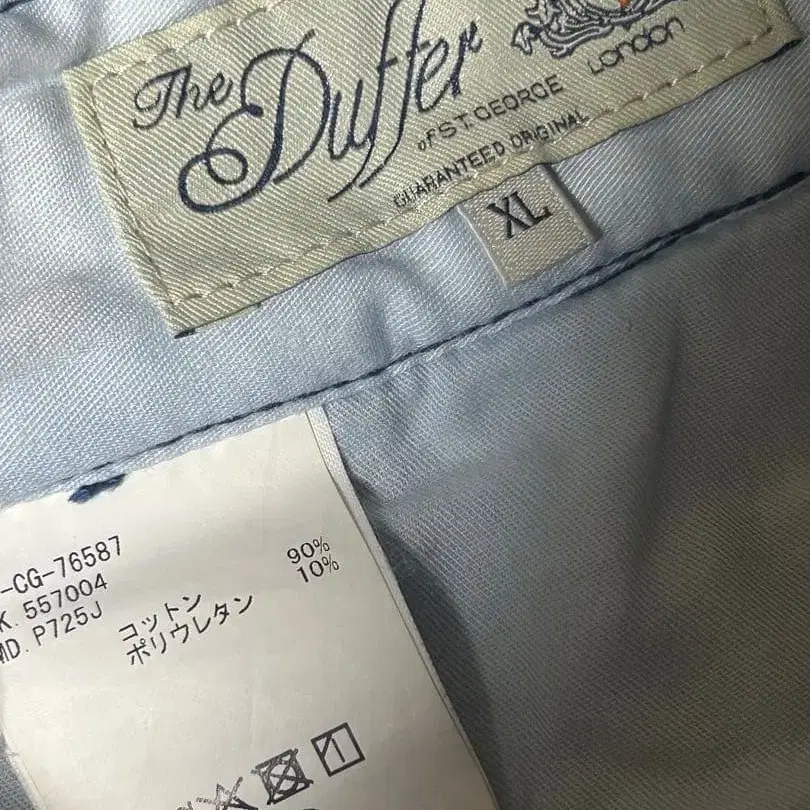 The Duffer
of ST. GEORGE LONDON
GUARANTEED ORIGINAL
XL
-CG-76587
K. 557004
MD. P725J
コットン 90%
ポリウレタン 10%